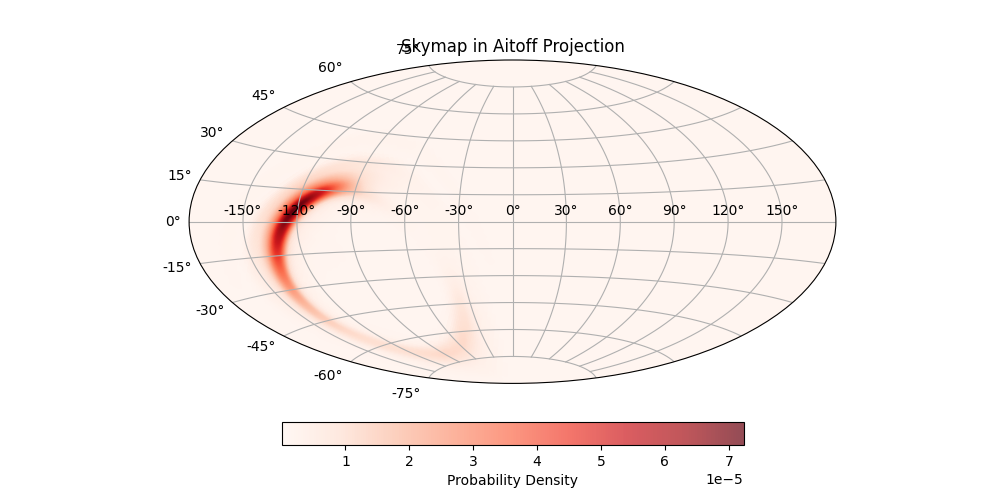 Skymap in Aitoff Projection
75°
60°
45°
30°
15°
-150° -120° -90° -60° -30° 0° 30° 60° 90° 120° 150°
0°
-15°
-30°
-45°
-60°
-75°
1 2 3 4 5 6 7
1e−5
Probability Density